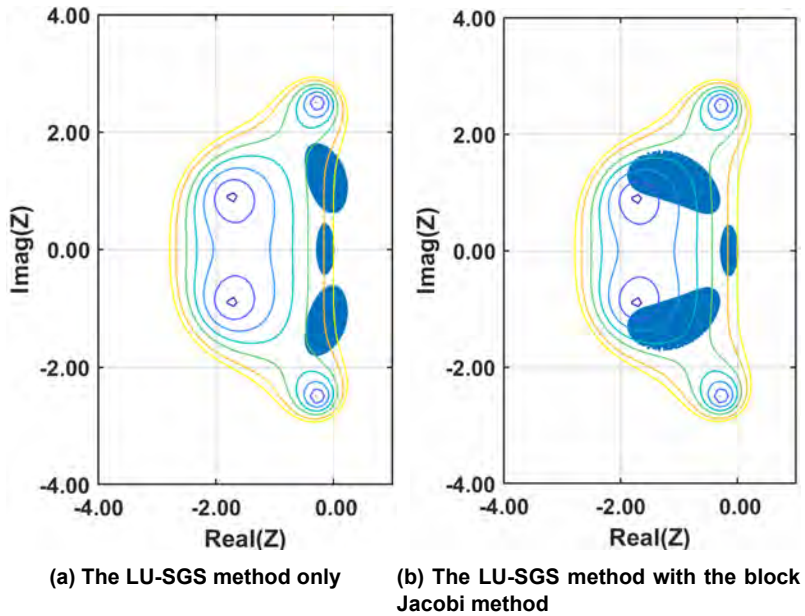 4.00
2.00
0.00
-2.00
-4.00
Imag(Z)
-4.00
-2.00
0.00
Real(Z)
(a) The LU-SGS method only
4.00
2.00
0.00
-2.00
-4.00
Imag(Z)
-4.00
-2.00
0.00
Real(Z)
(b) The LU-SGS method with the block
Jacobi method